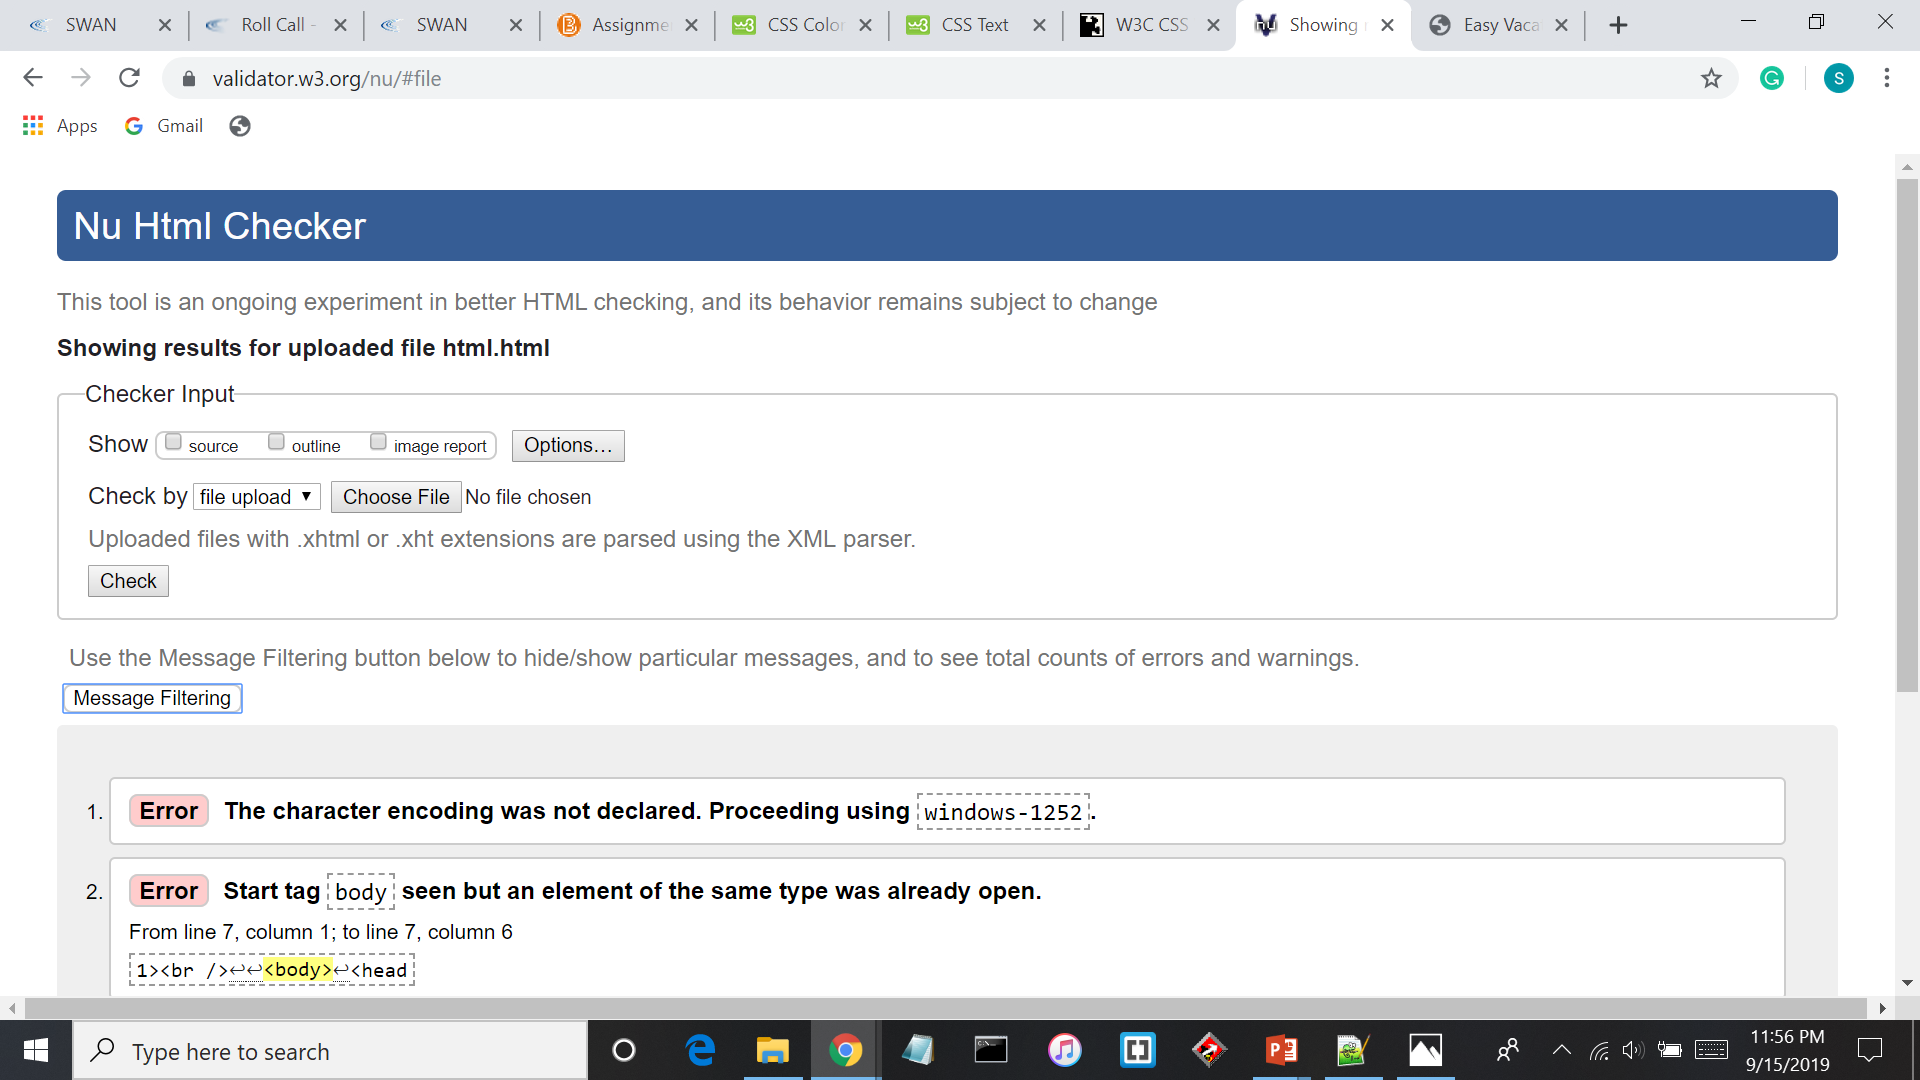 SWAN
Roll Call -
SWAN
Assignme
CSS Color
CSS Text
W3C CSS
Showing
Easy Vaca
validator.w3.org/nu/#file
S
Apps
Gmail
Nu Html Checker
This tool is an ongoing experiment in better HTML checking, and its behavior remains subject to change
Showing results for uploaded file html.html
Checker Input
Show source outline image report Options...
Check by file upload Choose File No file chosen
Uploaded files with .xhtml or .xht extensions are parsed using the XML parser.
Check
Use the Message Filtering button below to hide/show particular messages, and to see total counts of errors and warnings.
Message Filtering
1. Error The character encoding was not declared. Proceeding using windows-1252.
2. Error Start tag body seen but an element of the same type was already open.
From line 7, column 1; to line 7, column 6
1><br />↩↩<body>↩<head
Type here to search
11:56 PM
9/15/2019